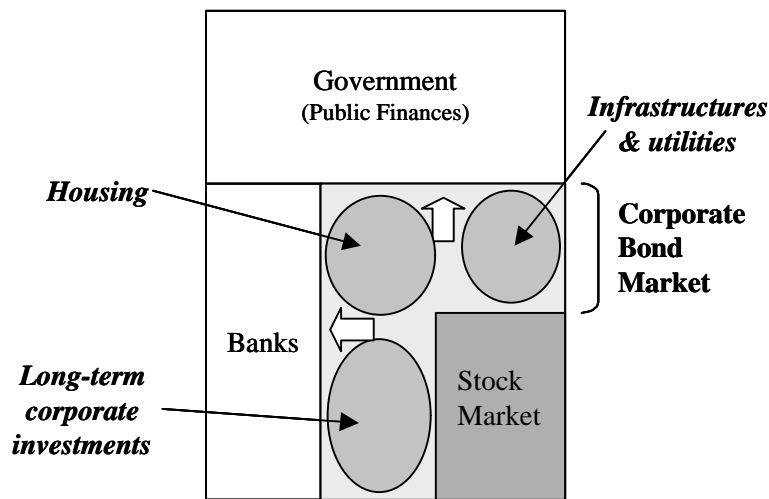 Government
(Public Finances)
Infrastructures
& utilities
Housing
Corporate
Bond
Market
Banks
Stock
Market
Long-term
corporate
investments